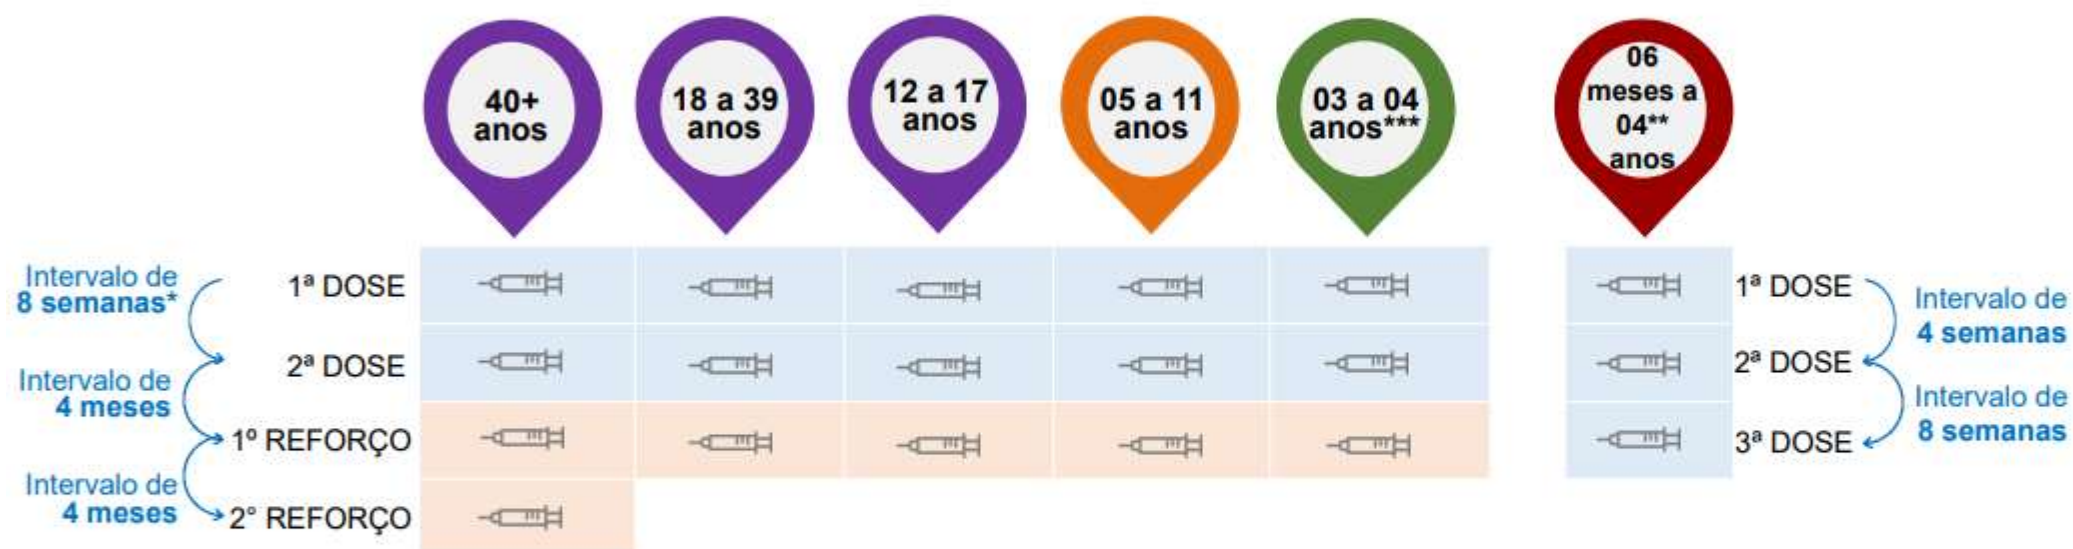 40+
anos
18 a 39
anos
12 a 17
anos
05 a 11
anos
03 a 04
anos***
06
meses a
04**
anos
Intervalo de
8 semanas*
Intervalo de
4 meses
Intervalo de
4 meses
1ª DOSE
2ª DOSE
1º REFORÇO
2° REFORÇO
1ª DOSE
2ª DOSE
3ª DOSE
Intervalo de
4 semanas
Intervalo de
8 semanas